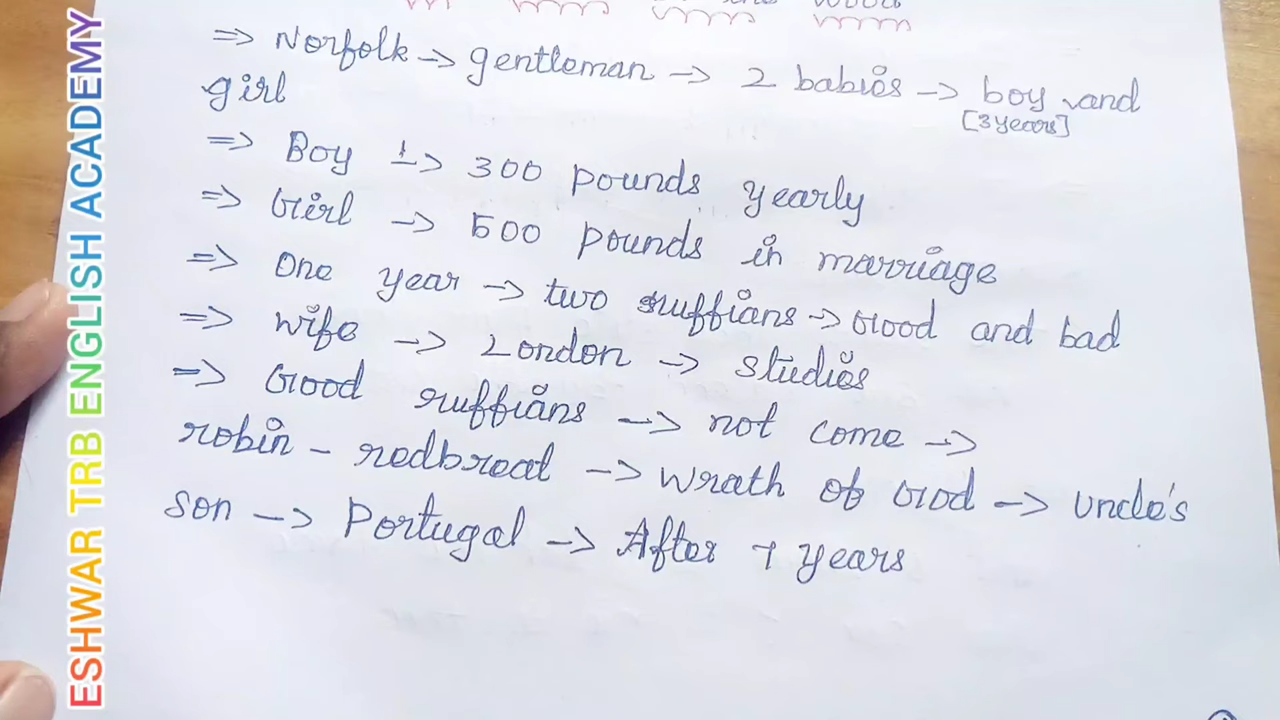 wood
⇒ Norfolk → gentleman → 2 babies → boy and
[3 years]
girl
⇒ Boy → 300 pounds yearly
⇒ Girl → 500 pounds in marriage
⇒ One year → two ruffians → Good and bad
⇒ wife → London → studies
⇒ Good ruffians → not come →
robin - redbreat → wrath of God → uncle's
son → Portugal → After 7 years
ESHWAR TRB ENGLISH ACADEMY